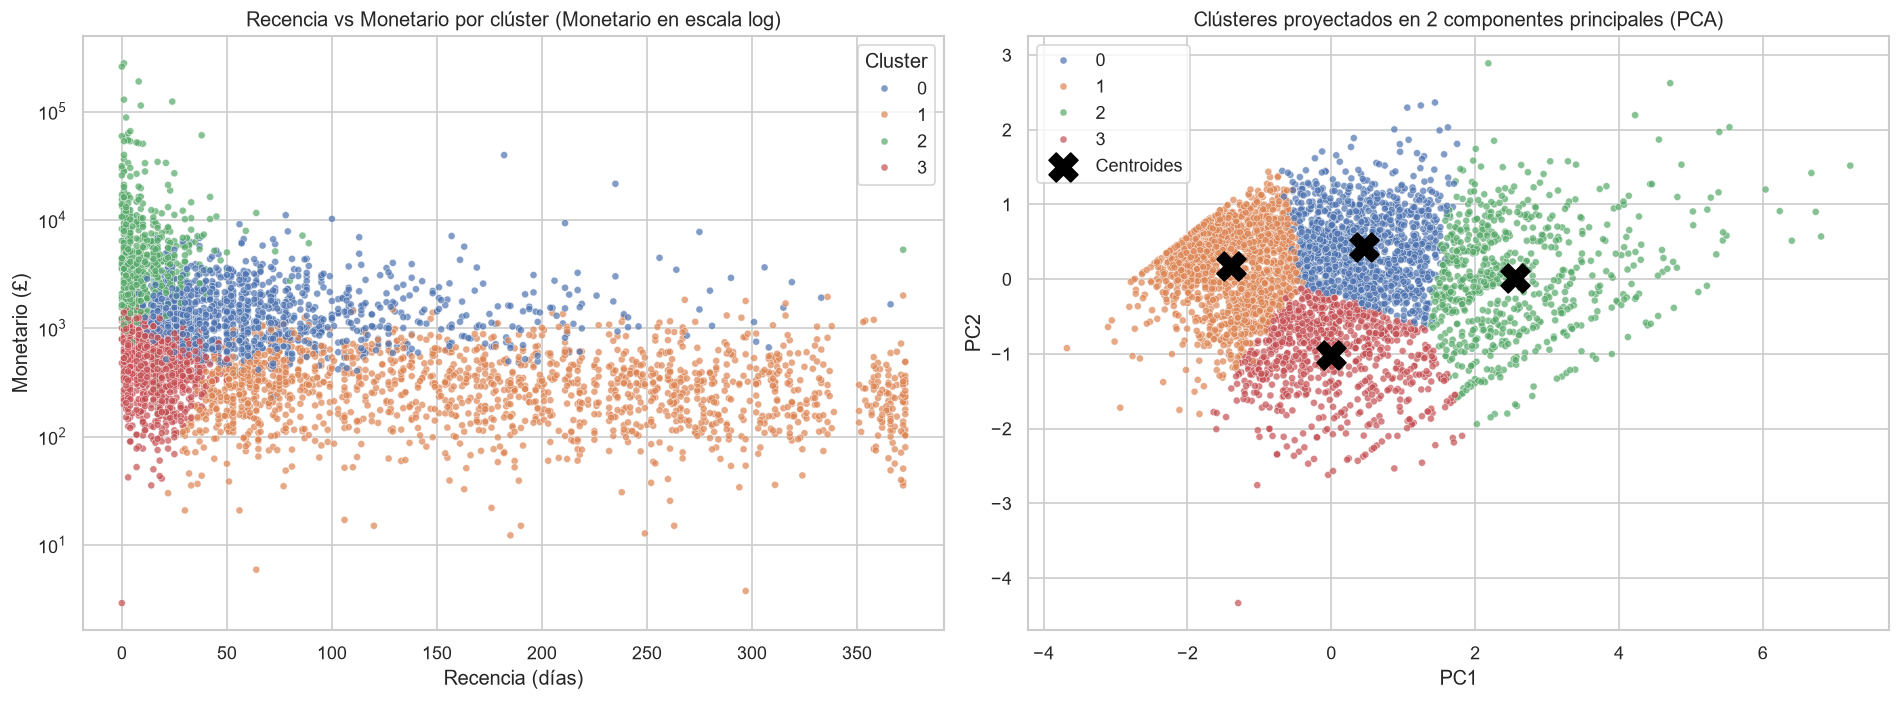 Recencia vs Monetario por clúster (Monetario en escala log)
Monetario (£)
10^5
10^4
10^3
10^2
10^1
Cluster
0
1
2
3
0 50 100 150 200 250 300 350
Recencia (días)
Clústeres proyectados en 2 componentes principales (PCA)
PC2
3
2
1
0
−1
−2
−3
−4
0
1
2
3
Centroides
−4 −2 0 2 4 6
PC1